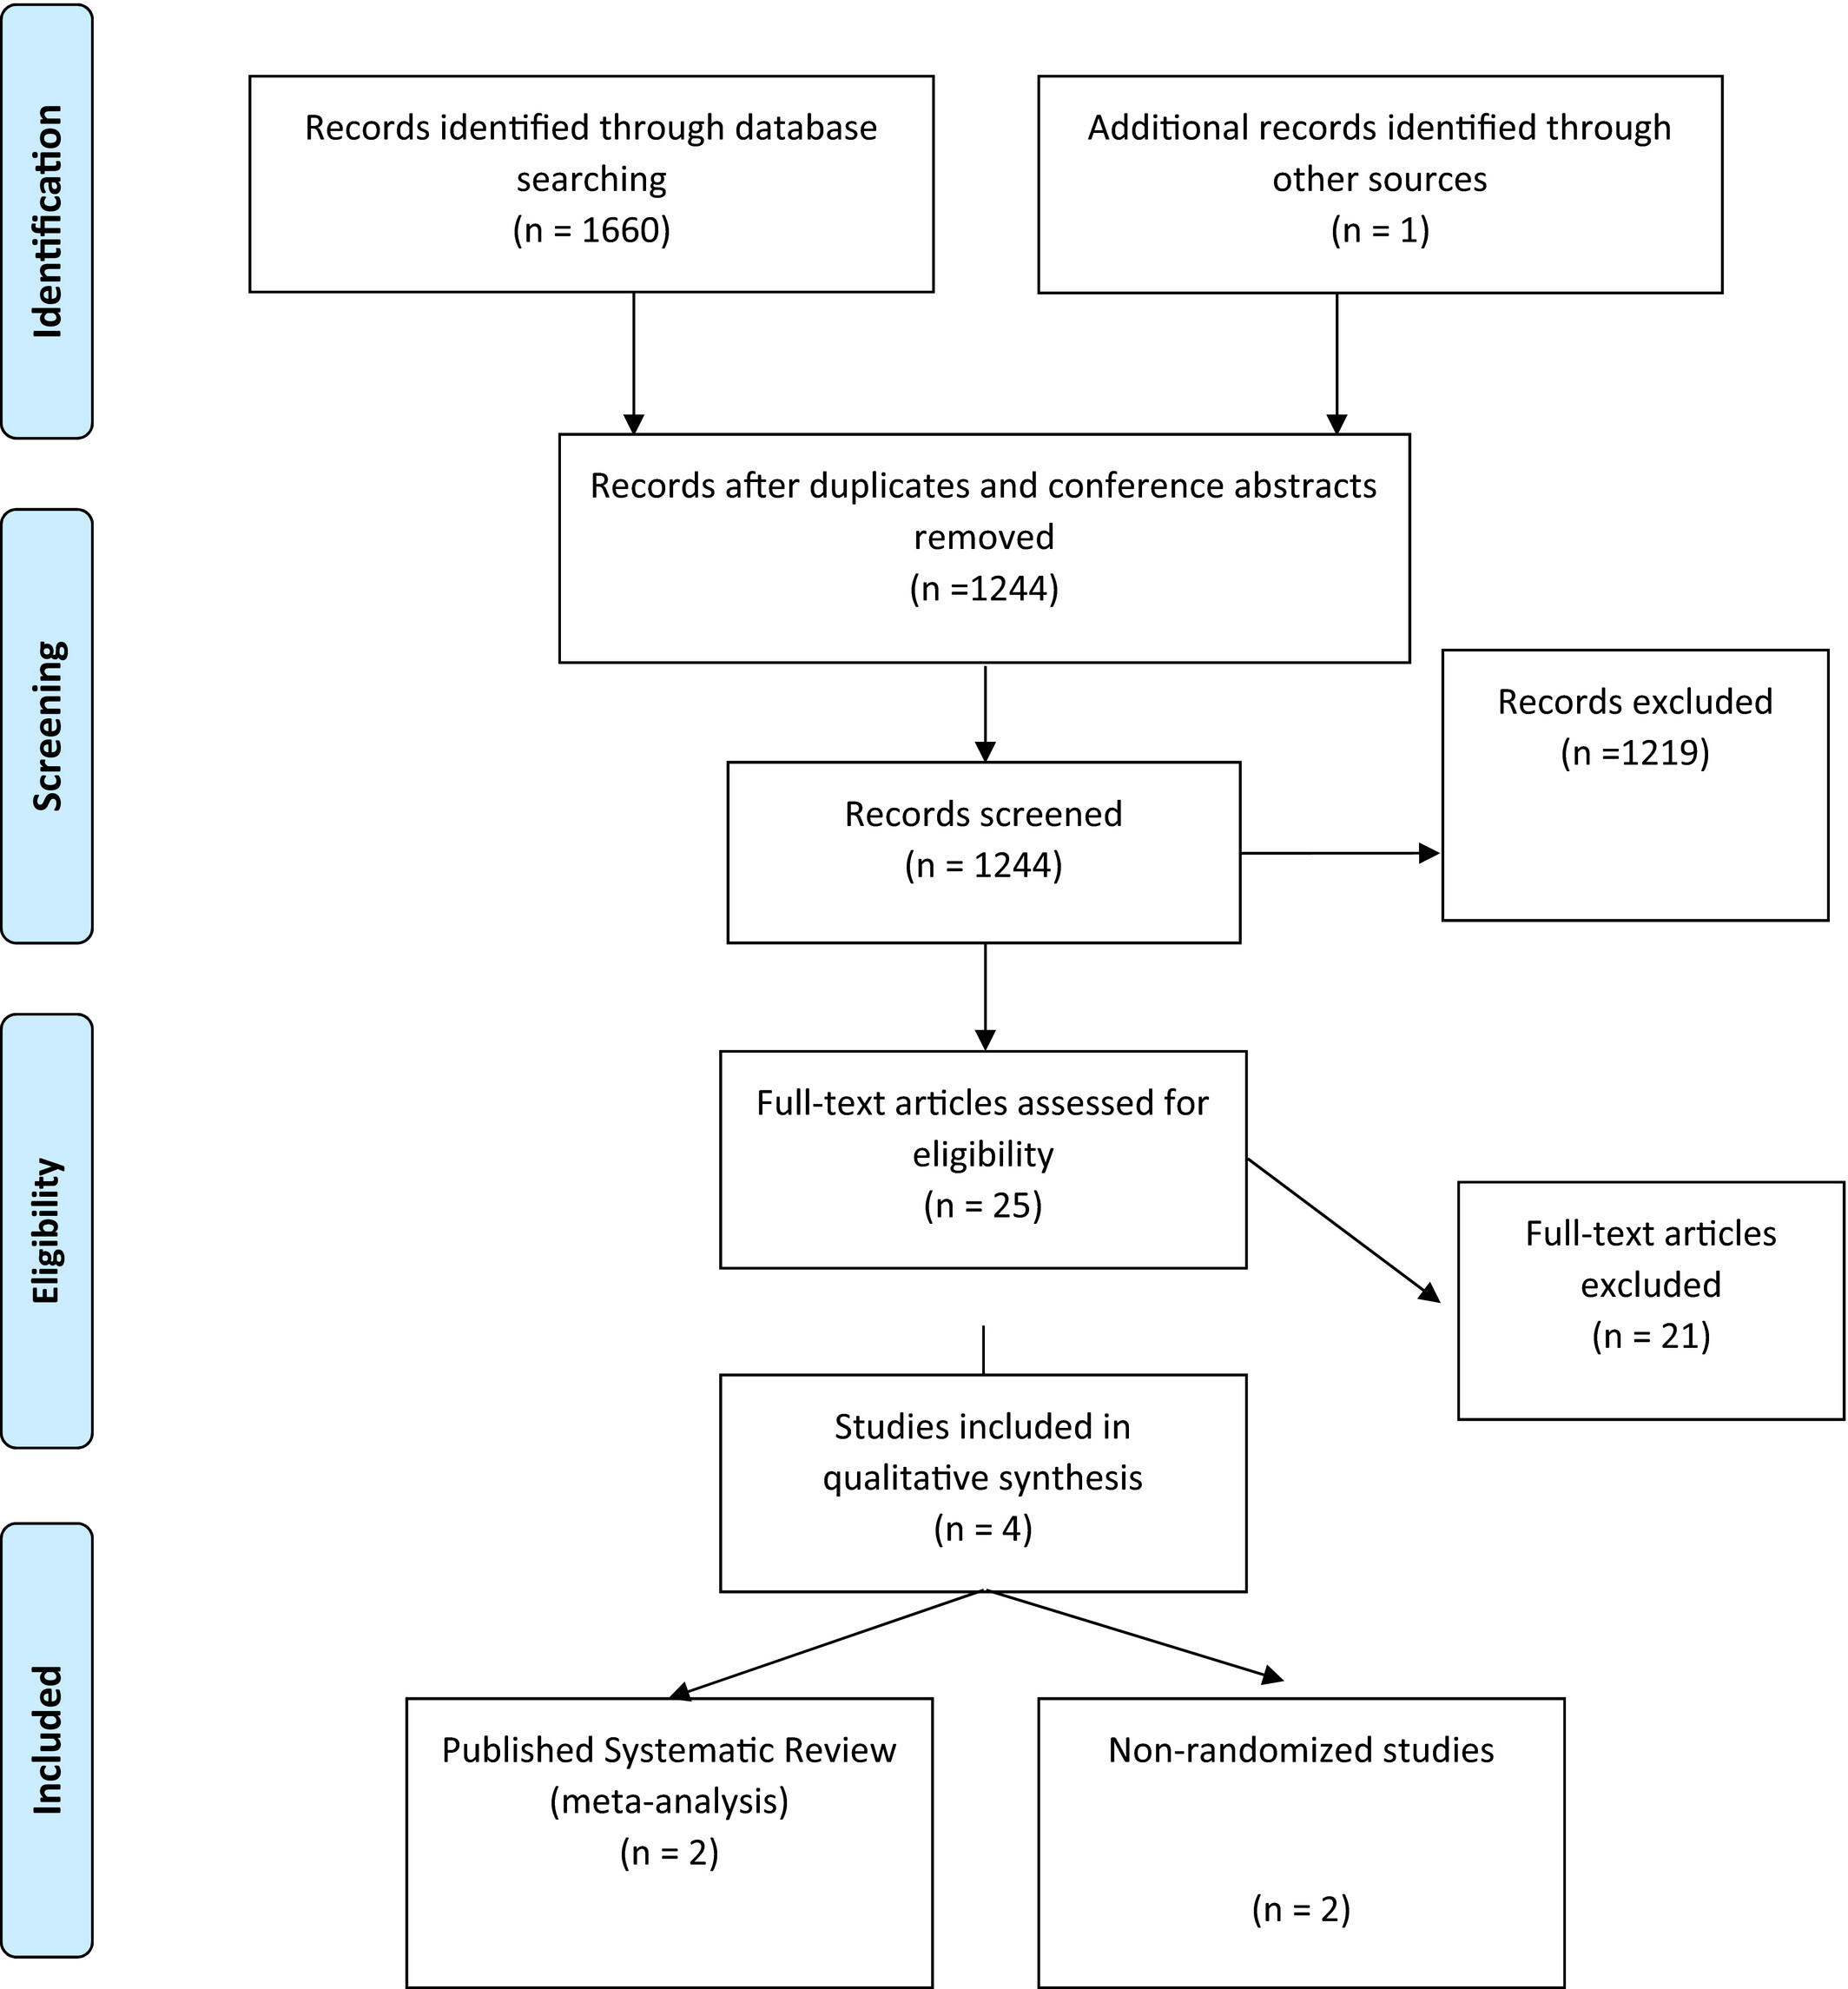 Identification
Records identified through database
searching
(n = 1660)
Additional records identified through
other sources
(n = 1)
Records after duplicates and conference abstracts
removed
(n =1244)
Screening
Records excluded
(n =1219)
Records screened
(n = 1244)
Eligibility
Full-text articles assessed for
eligibility
(n = 25)
Full-text articles
excluded
(n = 21)
Studies included in
qualitative synthesis
(n = 4)
Included
Published Systematic Review
(meta-analysis)
(n = 2)
Non-randomized studies
(n = 2)